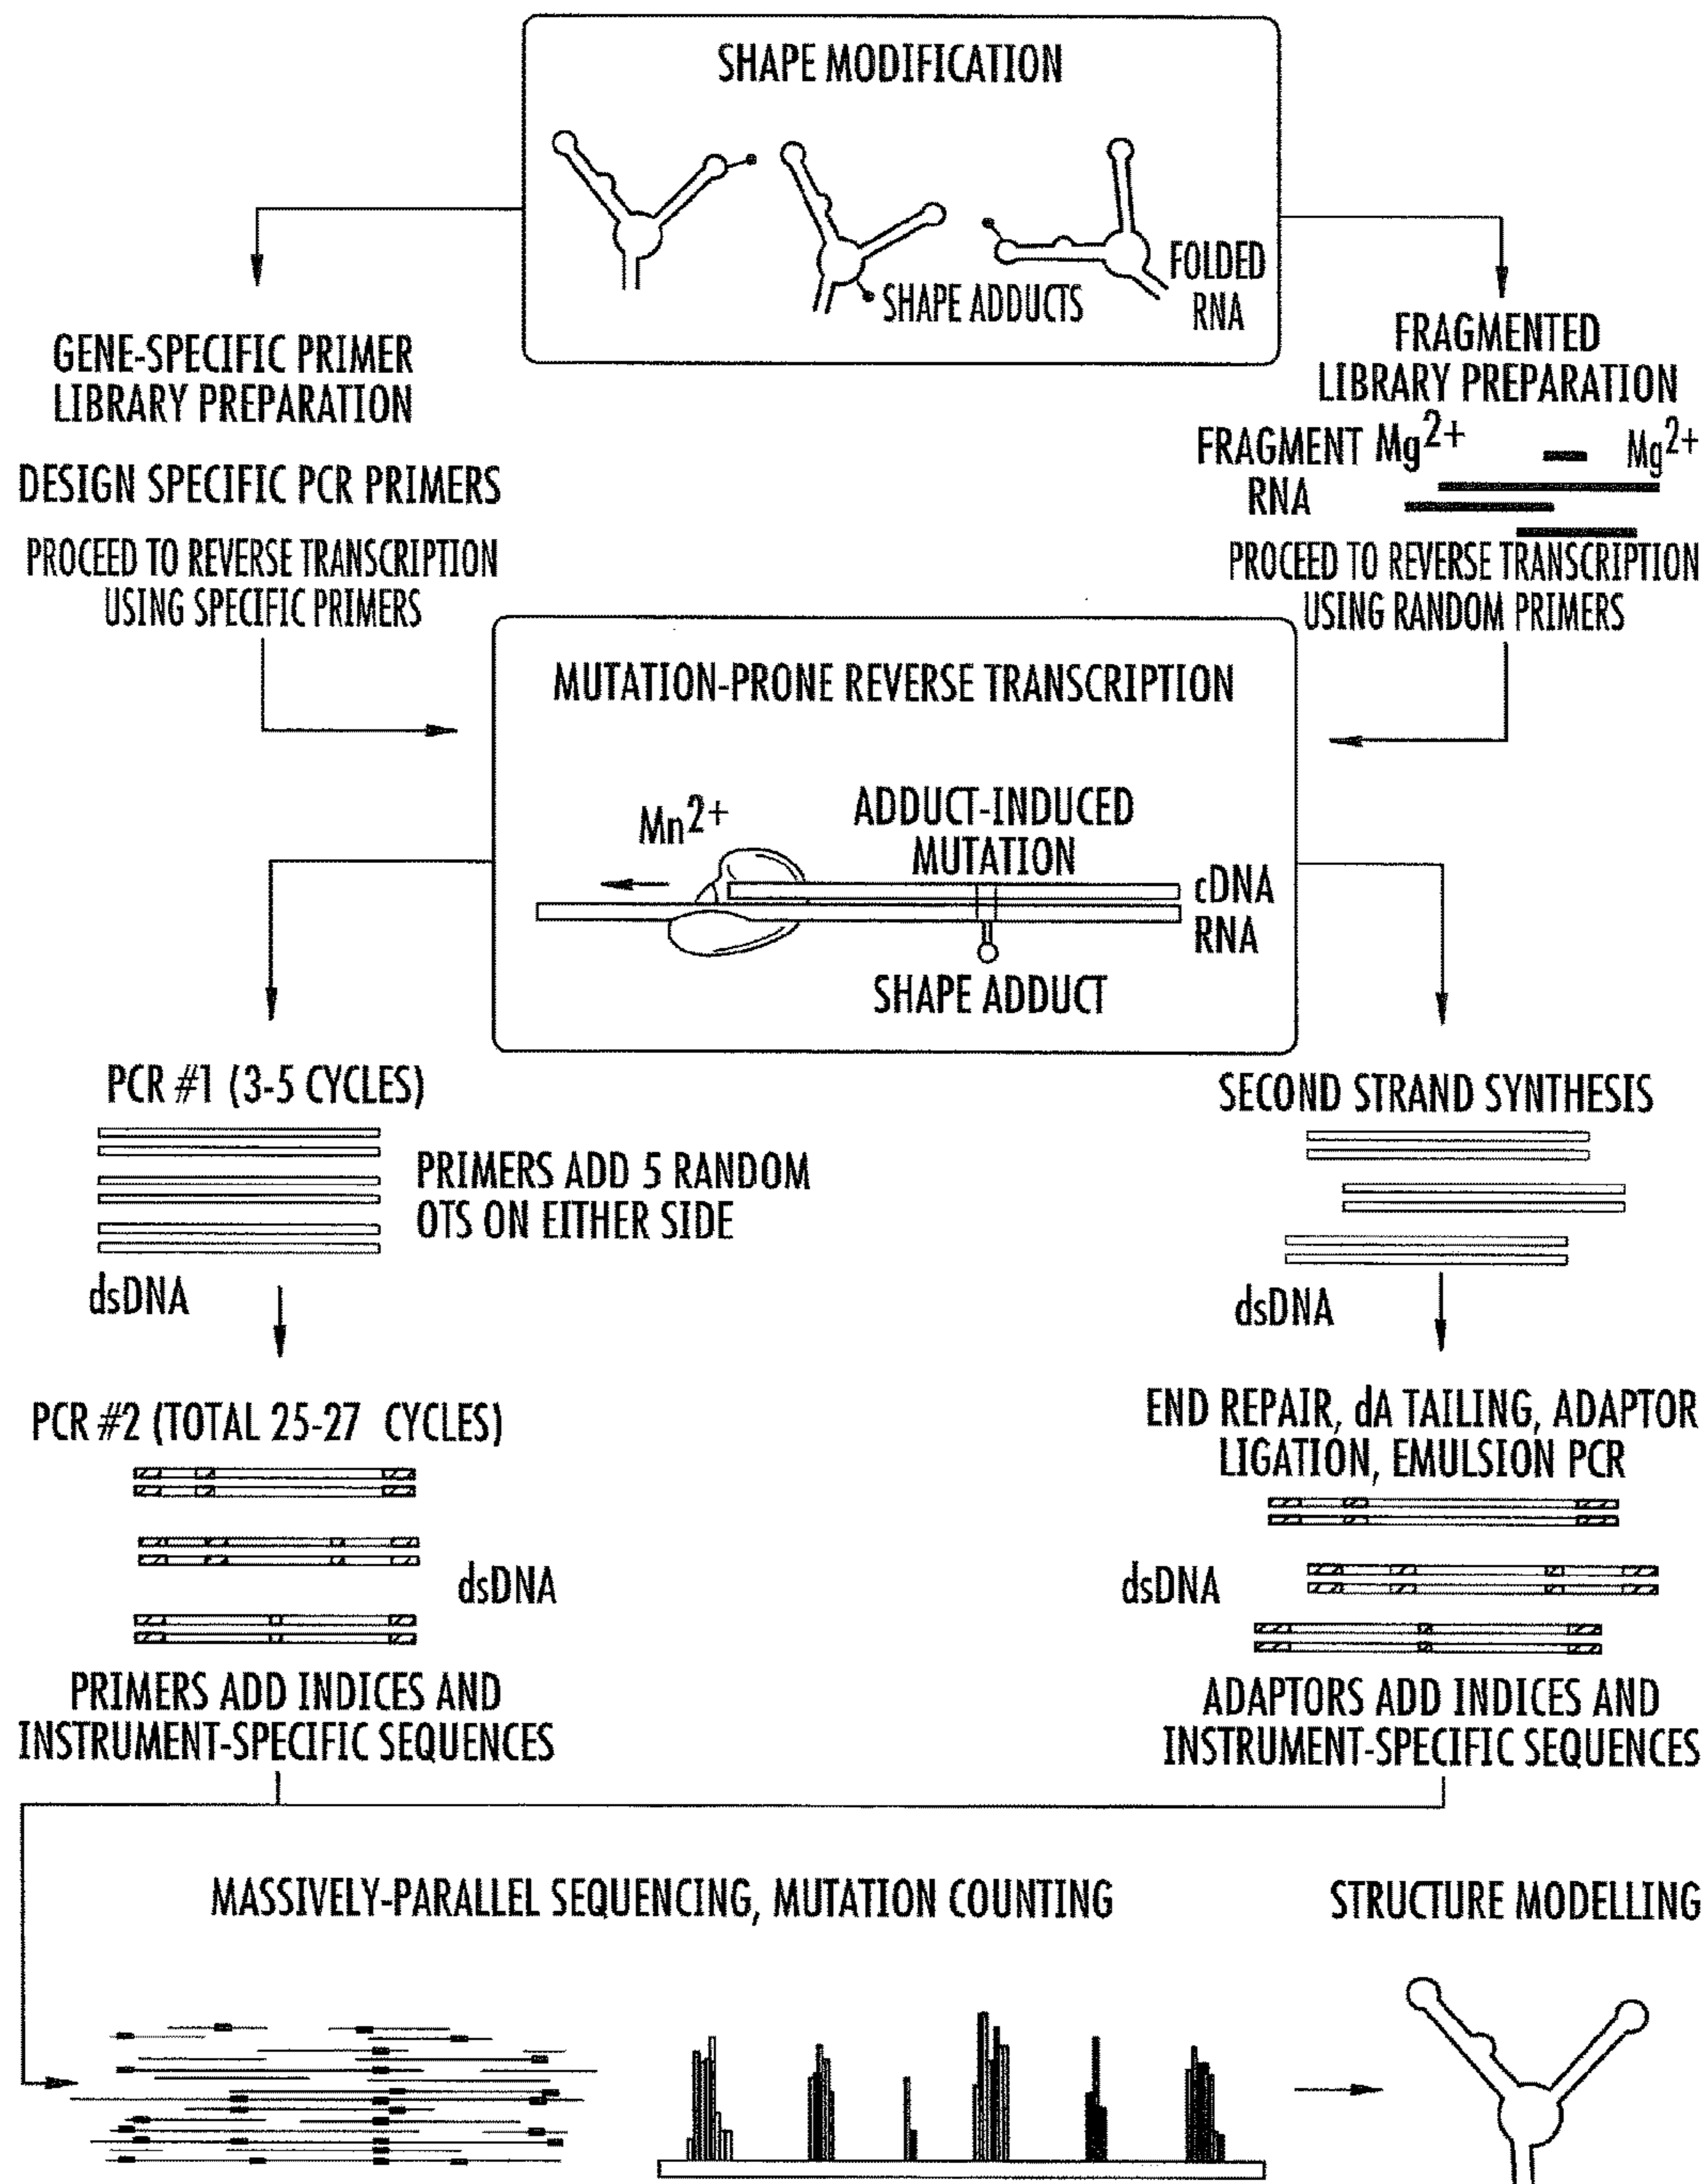 SHAPE MODIFICATION
SHAPE ADDUCTS
FOLDED
RNA
GENE-SPECIFIC PRIMER
LIBRARY PREPARATION
DESIGN SPECIFIC PCR PRIMERS
PROCEED TO REVERSE TRANSCRIPTION
USING SPECIFIC PRIMERS
FRAGMENTED
LIBRARY PREPARATION
FRAGMENT Mg2+ Mg2+
RNA
PROCEED TO REVERSE TRANSCRIPTION
USING RANDOM PRIMERS
MUTATION-PRONE REVERSE TRANSCRIPTION
Mn2+
ADDUCT-INDUCED
MUTATION
cDNA
RNA
SHAPE ADDUCT
PCR #1 (3-5 CYCLES)
PRIMERS ADD 5 RANDOM
OTS ON EITHER SIDE
dsDNA
PCR #2 (TOTAL 25-27 CYCLES)
dsDNA
PRIMERS ADD INDICES AND
INSTRUMENT-SPECIFIC SEQUENCES
SECOND STRAND SYNTHESIS
dsDNA
END REPAIR, dA TAILING, ADAPTOR
LIGATION, EMULSION PCR
dsDNA
ADAPTORS ADD INDICES AND
INSTRUMENT-SPECIFIC SEQUENCES
MASSIVELY-PARALLEL SEQUENCING, MUTATION COUNTING
STRUCTURE MODELLING